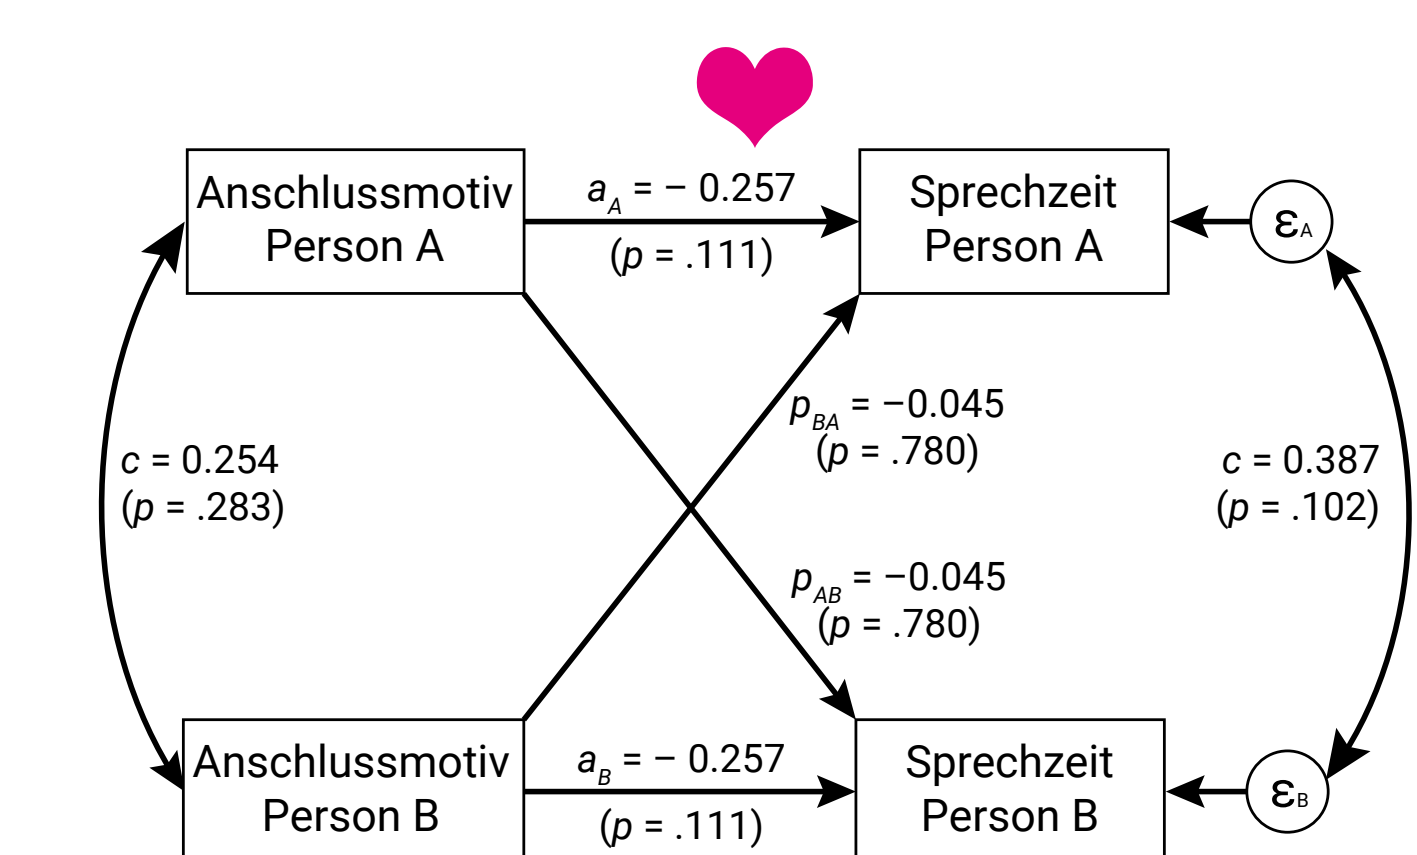 Anschlussmotiv
Person A
a_A = – 0.257
(p = .111)
Sprechzeit
Person A
ε_A
p_BA = –0.045
(p = .780)
c = 0.254
(p = .283)
c = 0.387
(p = .102)
p_AB = –0.045
(p = .780)
Anschlussmotiv
Person B
a_B = – 0.257
(p = .111)
Sprechzeit
Person B
ε_B